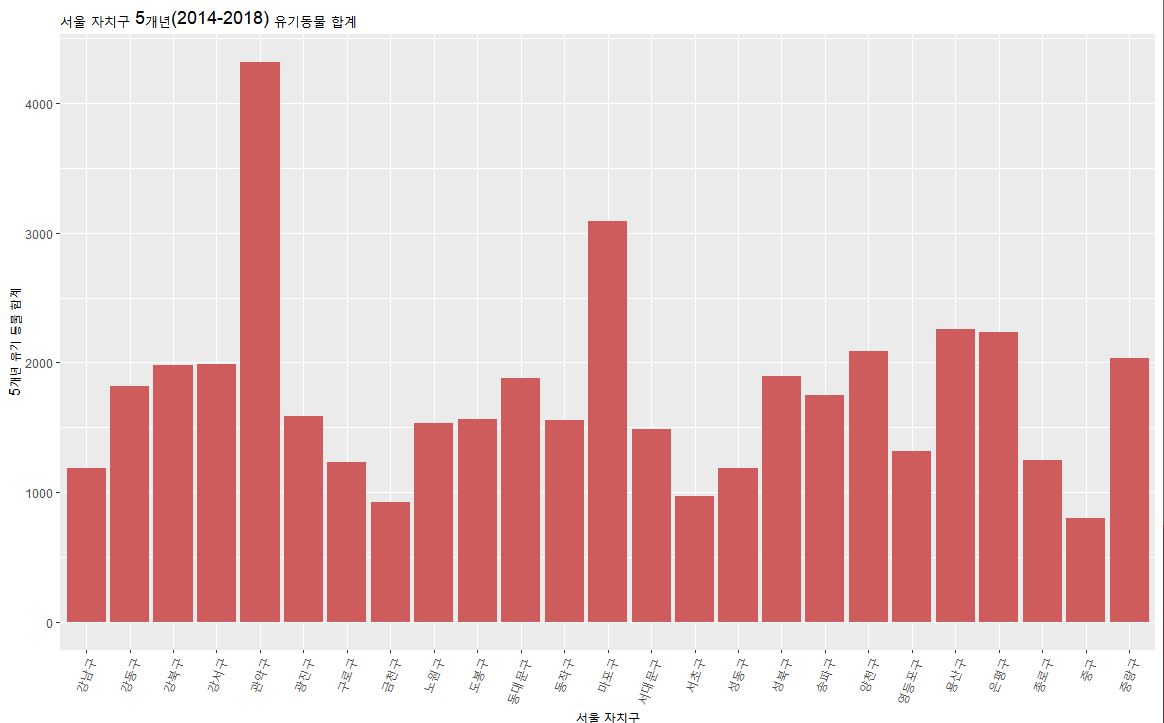 서울 자치구 5개년(2014-2018) 유기동물 합계
5개년 유기 동물 합계
4000
3000
2000
1000
0
강남구
강동구
강북구
강서구
관악구
광진구
구로구
금천구
노원구
도봉구
동대문구
동작구
마포구
서대문구
서초구
성동구
성북구
송파구
양천구
영등포구
용산구
은평구
종로구
중구
중랑구
서울 자치구